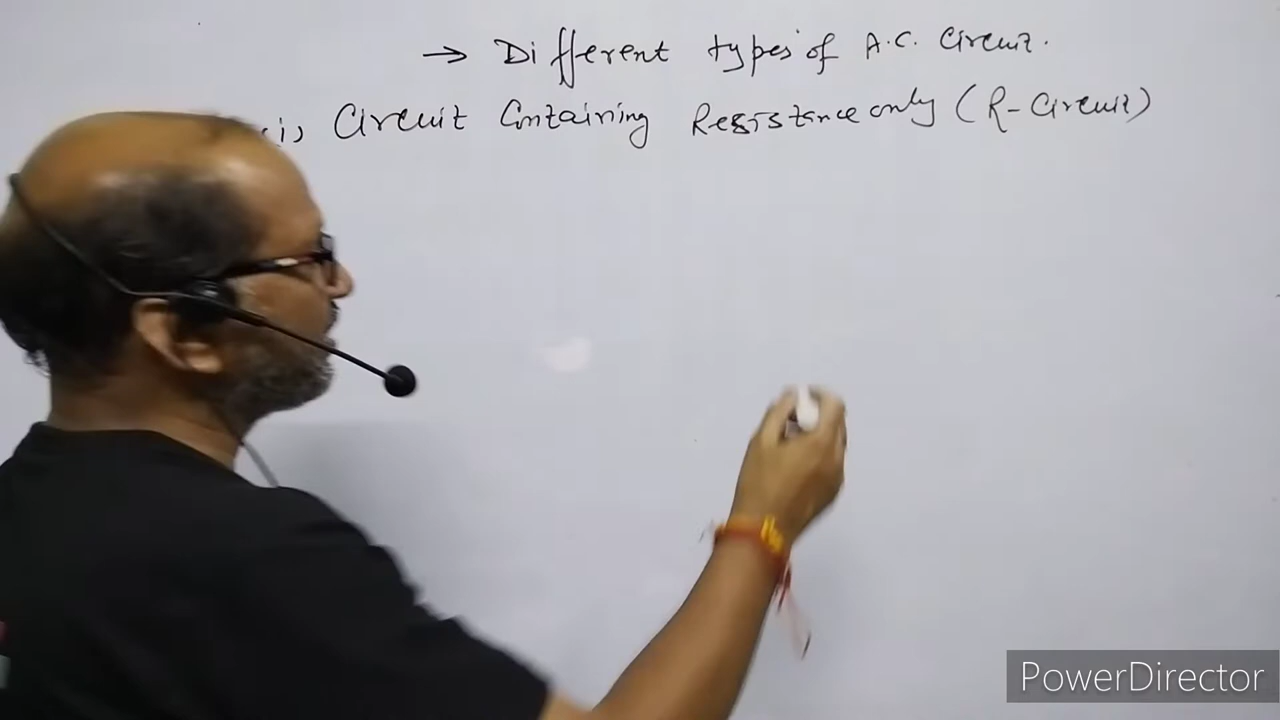 → Different types of A.C. Circuit.
(i) Circuit Containing Resistance only (R-Circuit)
PowerDirector